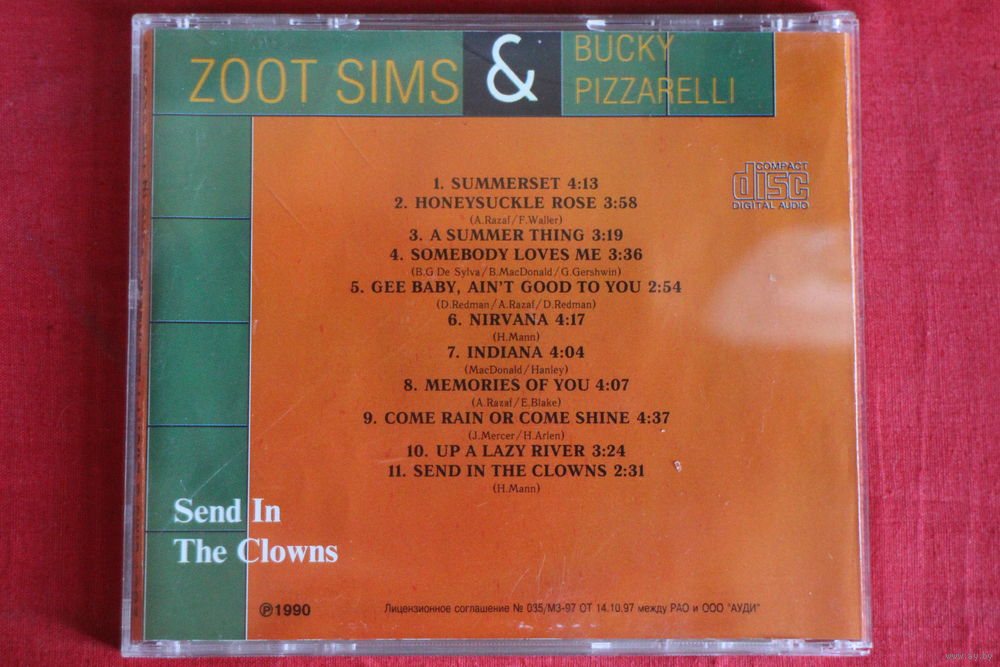 ZOOT SIMS & BUCKY PIZZARELLI
1. SUMMERSET 4:13
2. HONEYSUCKLE ROSE 3:58
(A.Razaf/F.Waller)
3. A SUMMER THING 3:19
4. SOMEBODY LOVES ME 3:36
(B.G De Sylva/B.MacDonald/G.Gershwin)
5. GEE BABY, AIN'T GOOD TO YOU 2:54
(D.Redman/A.Razaf/D.Redman)
6. NIRVANA 4:17
(H.Mann)
7. INDIANA 4:04
(MacDonald/Hanley)
8. MEMORIES OF YOU 4:07
(A.Razaf/E.Blake)
9. COME RAIN OR COME SHINE 4:37
(J.Mercer/H.Arlen)
10. UP A LAZY RIVER 3:24
11. SEND IN THE CLOWNS 2:31
(H.Mann)
COMPACT
disc
DIGITAL AUDIO
Send In
The Clowns
℗1990
Лицензионное соглашение № 035/МЗ-97 ОТ 14.10.97 между РАО и ООО "АУДИ"
www.ay.by